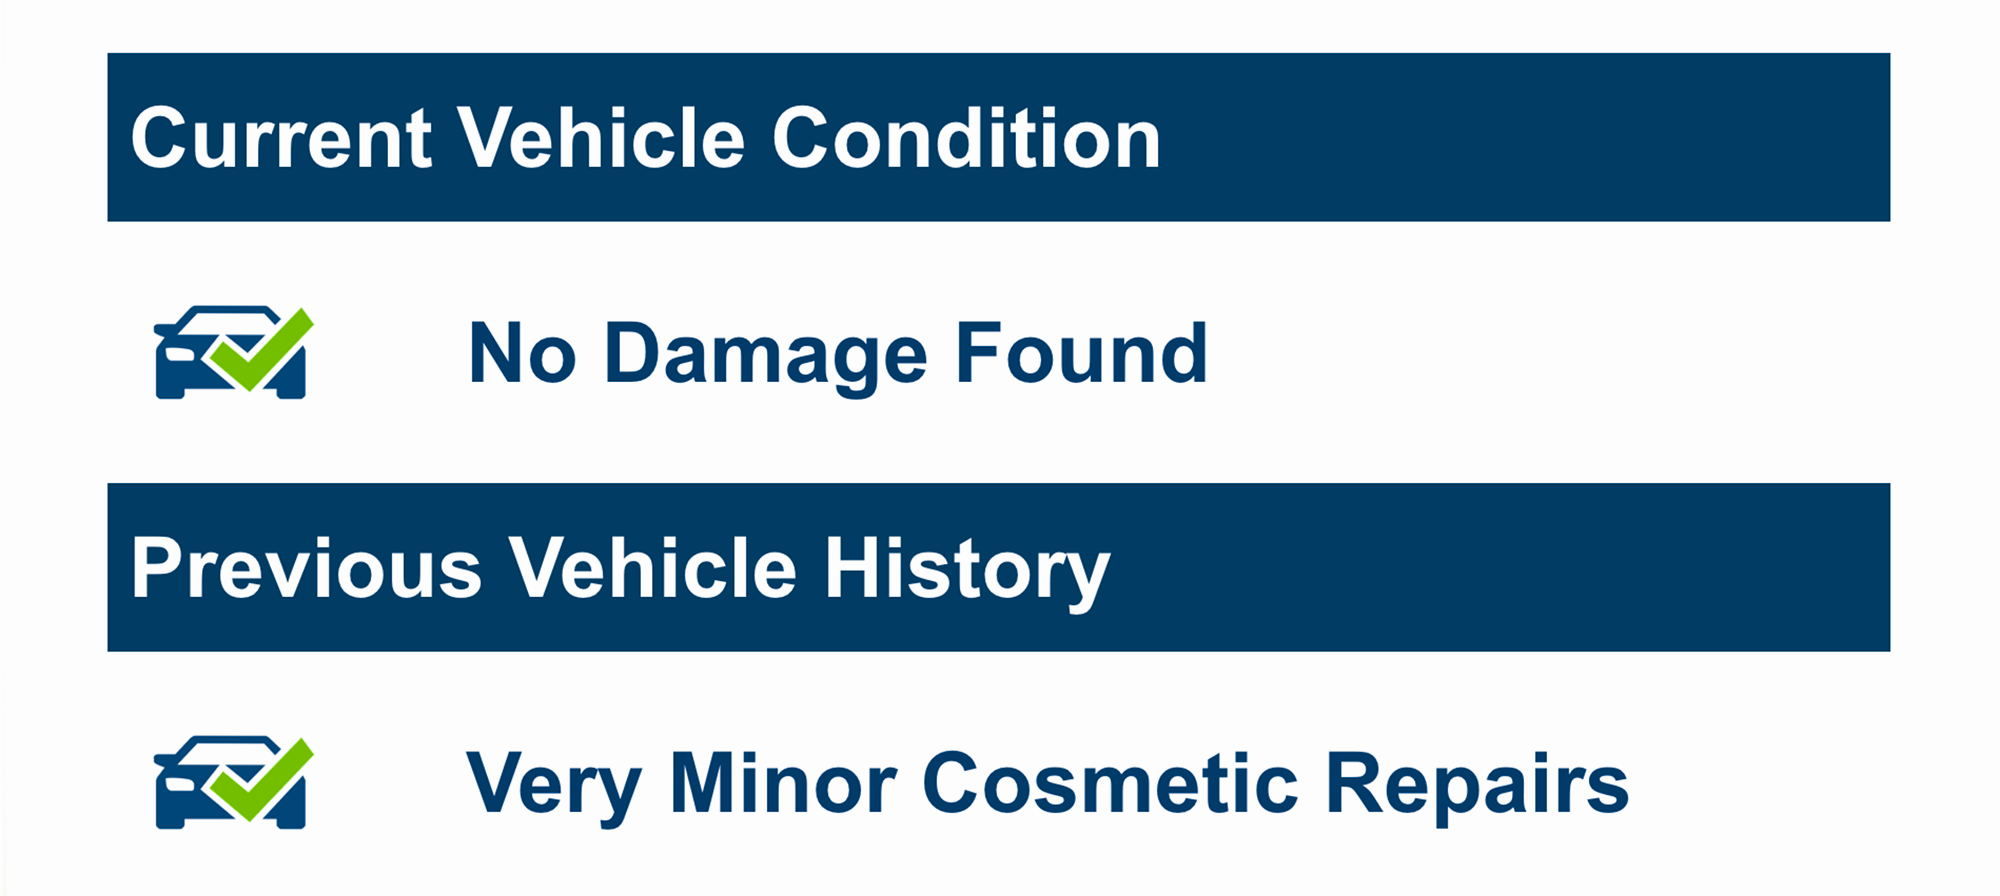 Current Vehicle Condition
No Damage Found
Previous Vehicle History
Very Minor Cosmetic Repairs